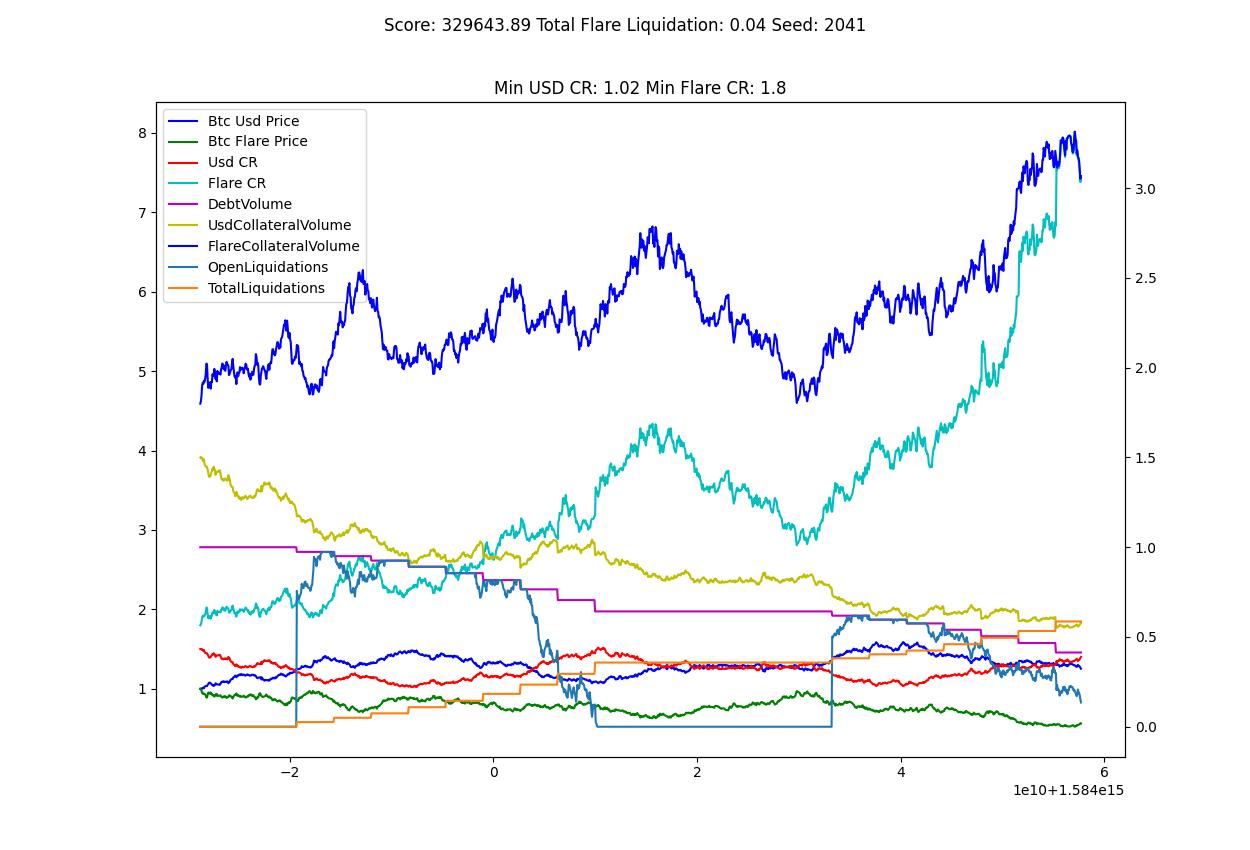 Score: 329643.89 Total Flare Liquidation: 0.04 Seed: 2041
Min USD CR: 1.02 Min Flare CR: 1.8
Btc Usd Price
Btc Flare Price
Usd CR
Flare CR
DebtVolume
UsdCollateralVolume
FlareCollateralVolume
OpenLiquidations
TotalLiquidations
8
7
6
5
4
3
2
1
3.0
2.5
2.0
1.5
1.0
0.5
0.0
−2 0 2 4 6
1e10+1.584e15